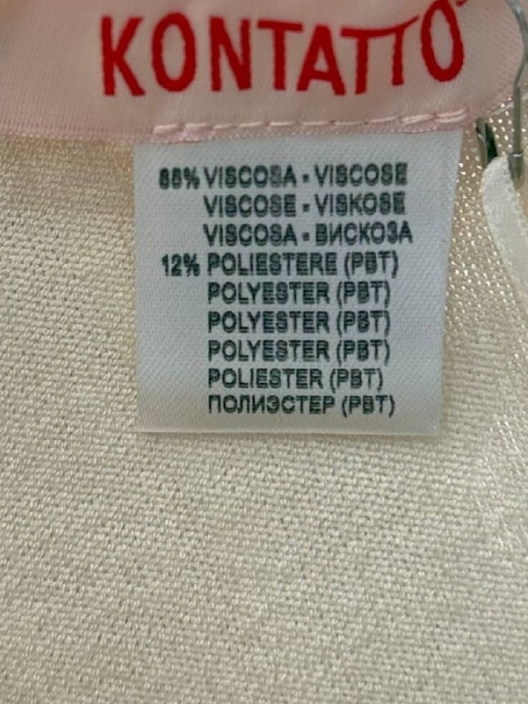 KONTATTO
88% VISCOSA - VISCOSE
VISCOSE - VISKOSE
VISCOSA - ВИСКОЗА
12% POLIESTERE (PBT)
POLYESTER (PBT)
POLYESTER (PBT)
POLYESTER (PBT)
POLIESTER (PBT)
ПОЛИЭСТЕР (PBT)